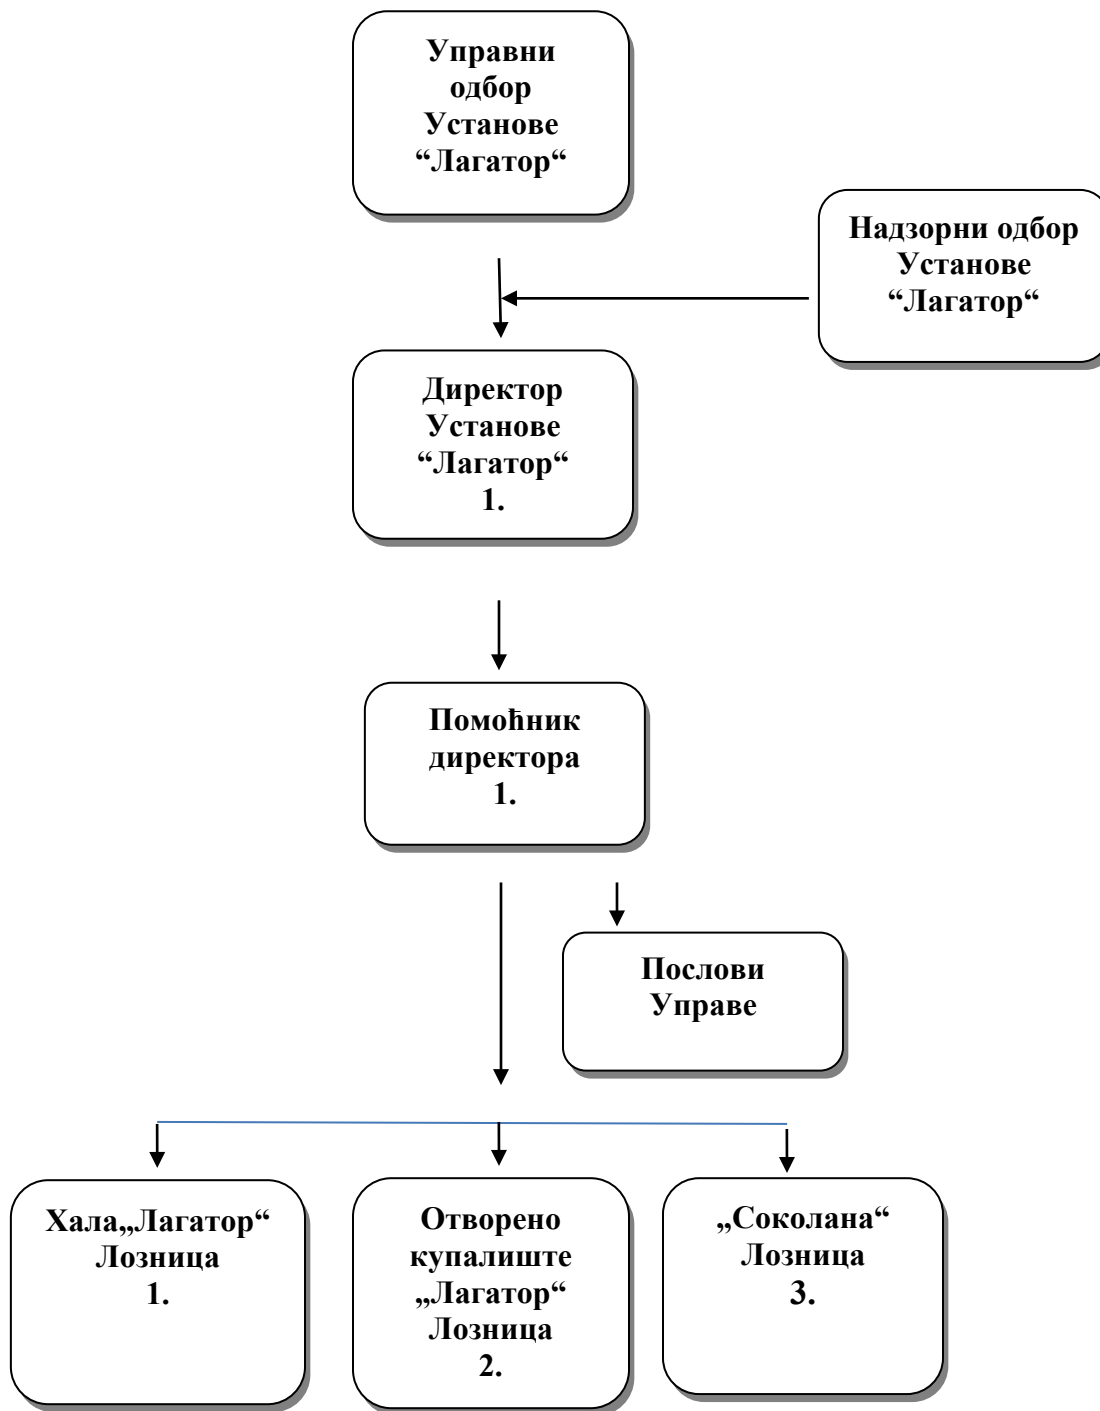 Управни
одбор
Установе
“Лагатор“
Надзорни одбор
Установе
“Лагатор“
Директор
Установе
“Лагатор“
1.
Помоћник
директора
1.
Послови
Управе
Хала„Лагатор“
Лозница
1.
Отворено
купалиште
„Лагатор“
Лозница
2.
„Соколана“
Лозница
3.